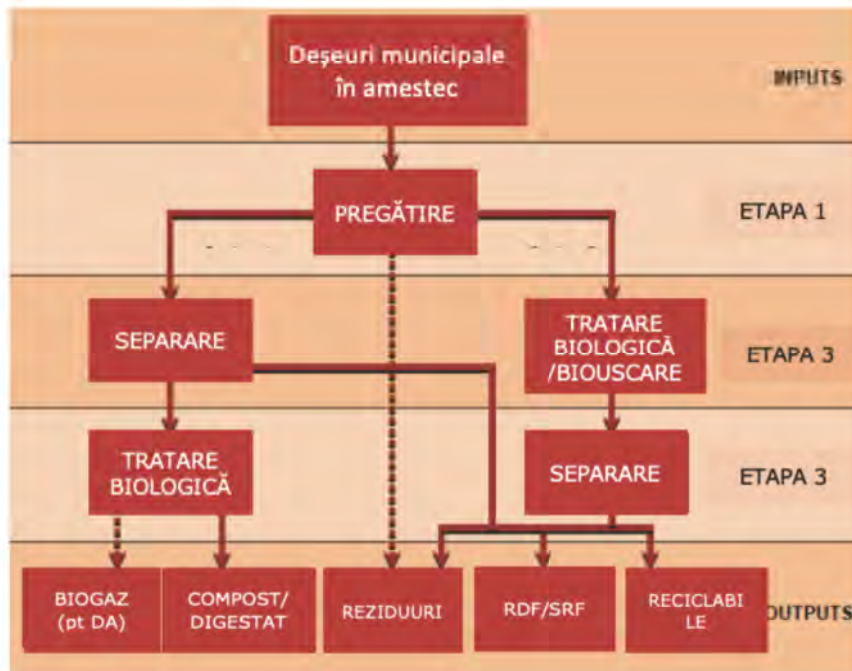 Deșeuri municipale
în amestec
INPUTS
PREGĂTIRE
ETAPA 1
SEPARARE
TRATARE
BIOLOGICĂ
/BIOUSCARE
ETAPA 3
TRATARE
BIOLOGICĂ
SEPARARE
ETAPA 3
BIOGAZ
(pt DA)
COMPOST/
DIGESTAT
REZIDUURI
RDF/SRF
RECICLABI
LE
OUTPUTS